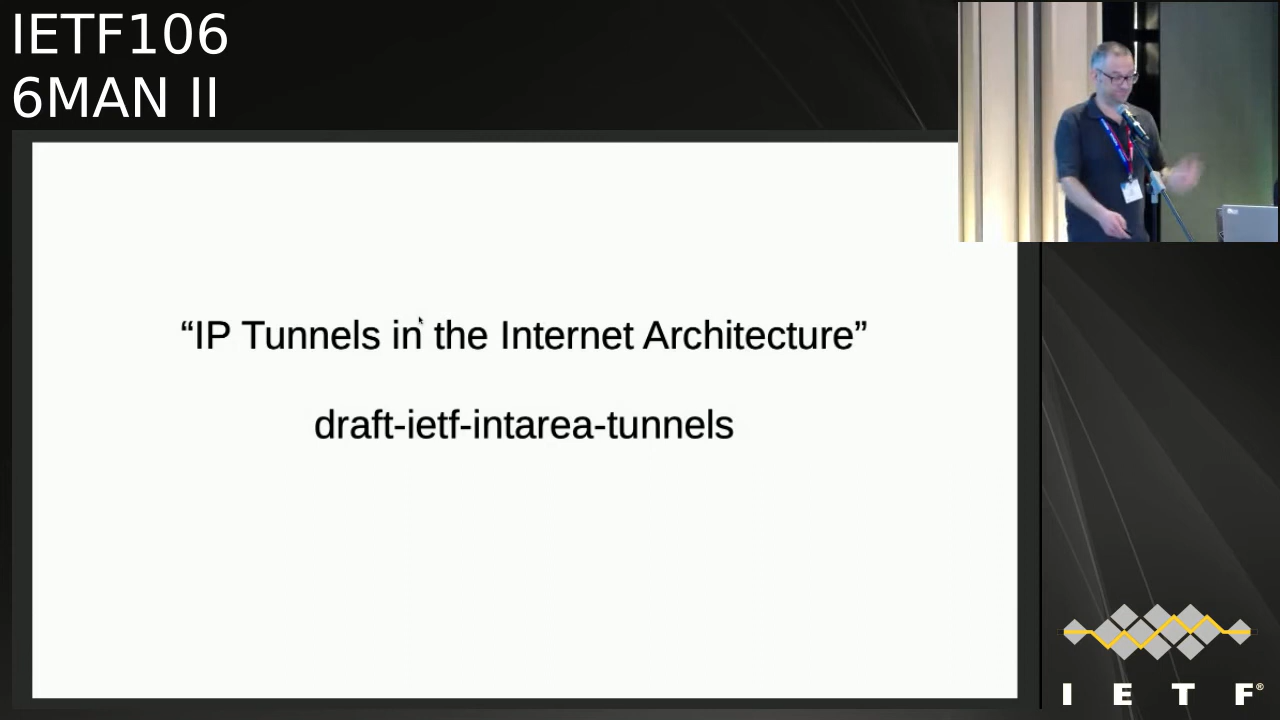 IETF106
6MAN II
“IP Tunnels in the Internet Architecture”
draft-ietf-intarea-tunnels
I E T F®